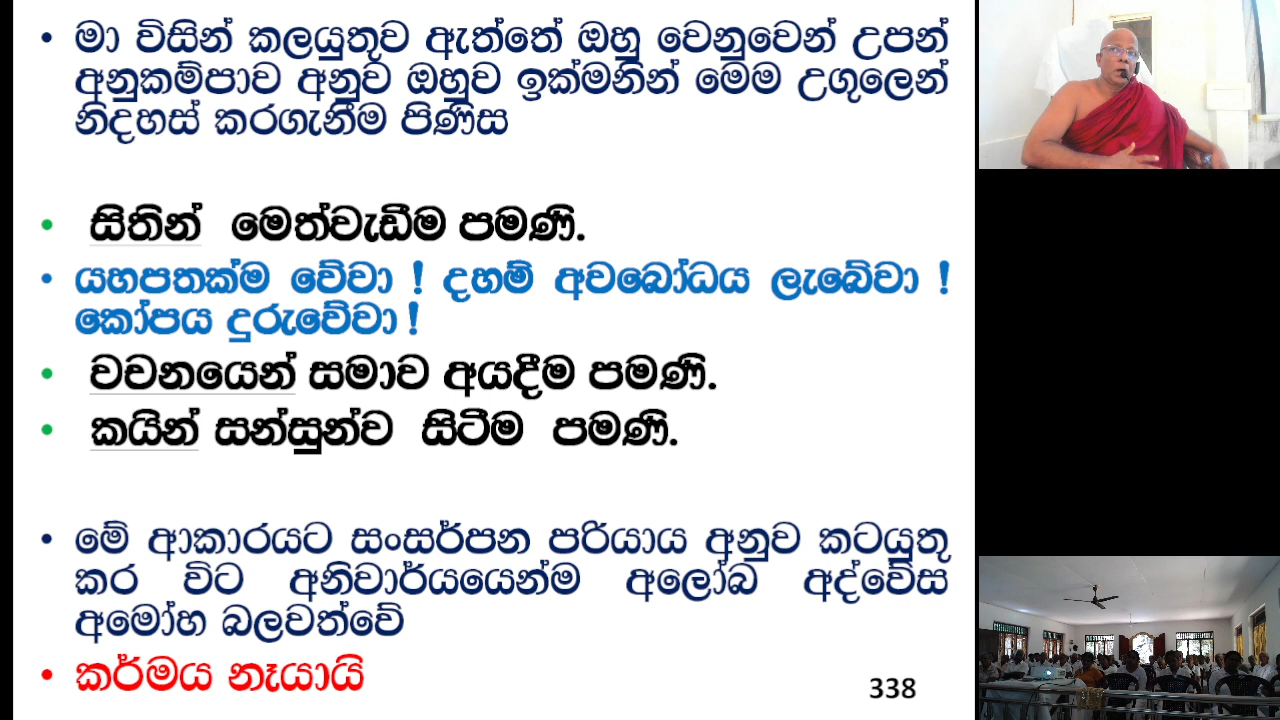 • මා විසින් කලයුතුව ඇත්තේ ඔහු වෙනුවෙන් උපන්
අනුකම්පාව අනුව ඔහුව ඉක්මනින් මෙම උගුලෙන්
නිදහස් කරගැනීම පිණිස
• සිතින් මෙත්වැඩීම පමණි.
• යහපතක්ම වේවා ! දහම් අවබෝධය ලැබේවා !
කෝපය දුරුවේවා !
• වචනයෙන් සමාව අයදීම පමණි.
• කයින් සන්සුන්ව සිටීම පමණි.
• මේ ආකාරයට සංසර්පන පරියාය අනුව කටයුතු
කර විට අනිවාර්යයෙන්ම අලෝබ අද්වේස
අමෝහ බලවත්වේ
• කර්මය නෑයායි
338